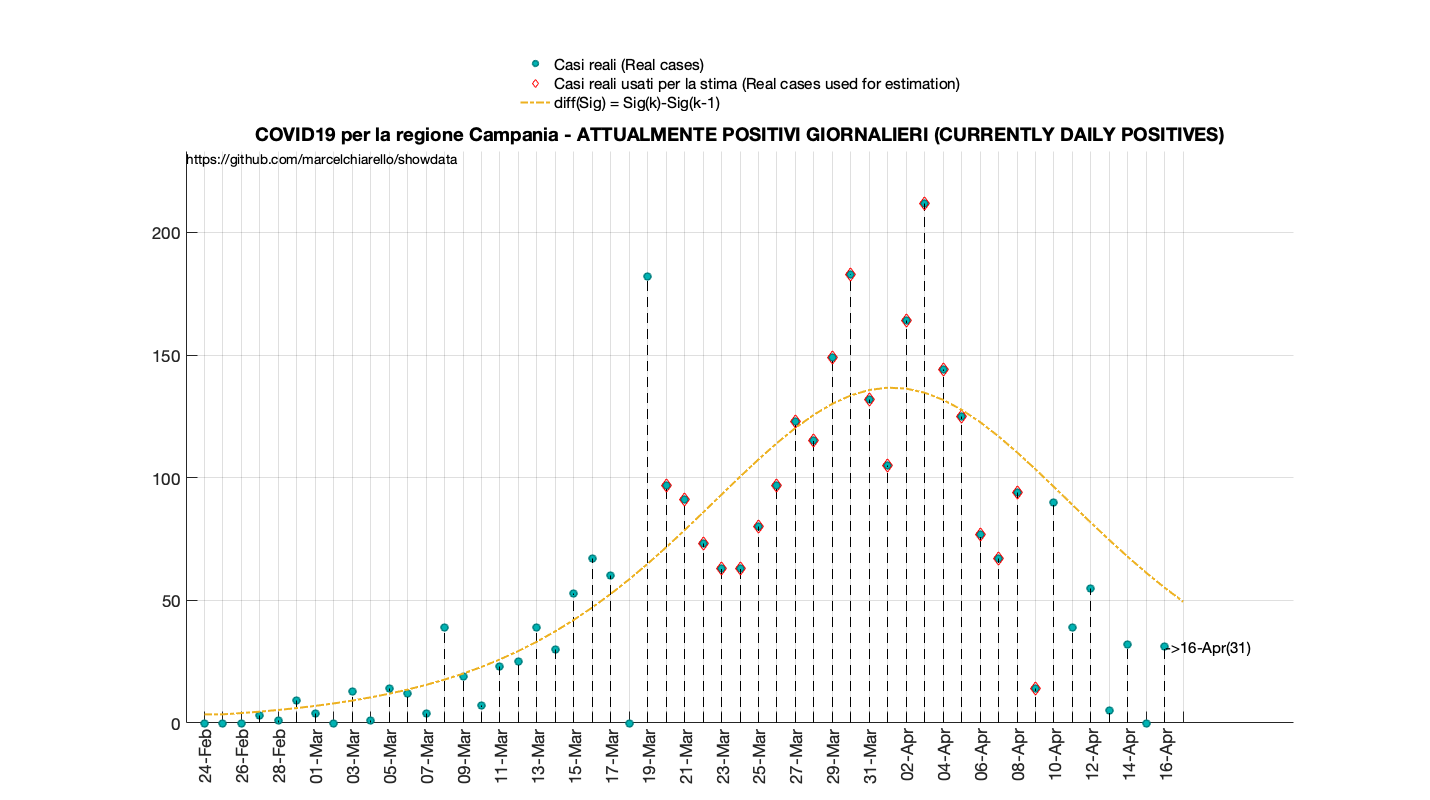 Casi reali (Real cases)
Casi reali usati per la stima (Real cases used for estimation)
diff(Sig) = Sig(k)-Sig(k-1)
COVID19 per la regione Campania - ATTUALMENTE POSITIVI GIORNALIERI (CURRENTLY DAILY POSITIVES)
https://github.com/marcelchiarello/showdata
200
150
100
50
0
->16-Apr(31)
24-Feb
26-Feb
28-Feb
01-Mar
03-Mar
05-Mar
07-Mar
09-Mar
11-Mar
13-Mar
15-Mar
17-Mar
19-Mar
21-Mar
23-Mar
25-Mar
27-Mar
29-Mar
31-Mar
02-Apr
04-Apr
06-Apr
08-Apr
10-Apr
12-Apr
14-Apr
16-Apr